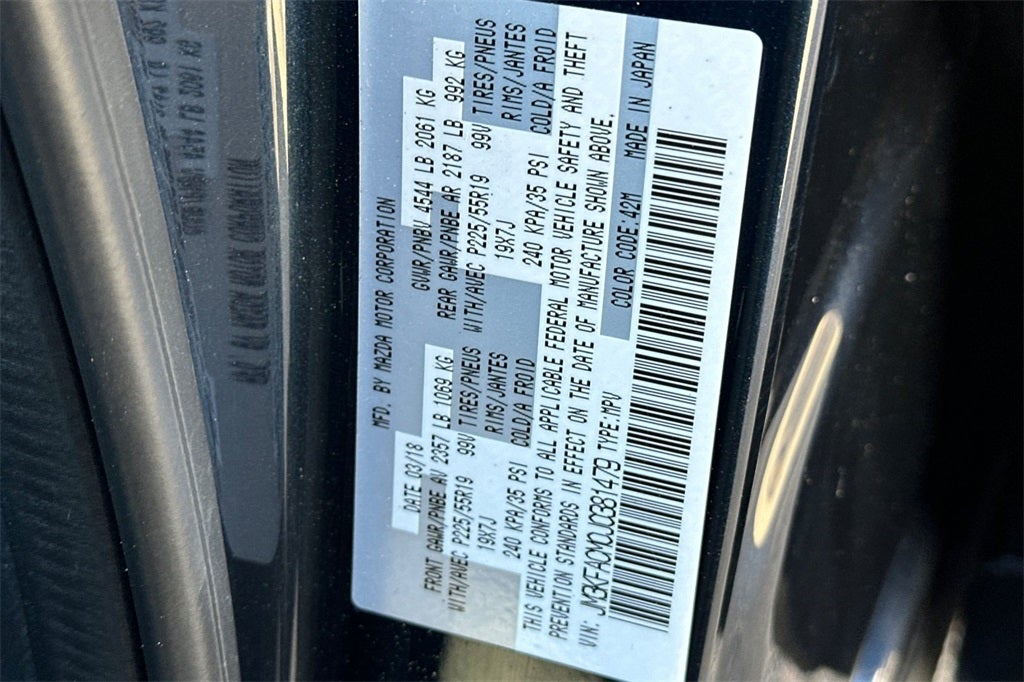 MFD. BY MAZDA MOTOR CORPORATION
DATE 03/18 GVWR/PNBV 4544 LB 2061 KG
FRONT GAWR/PNBE AV 2357 LB 1069 KG REAR GAWR/PNBE AR 2187 LB 992 KG
WITH/AVEC P225/55R19 99V TIRES/PNEUS WITH/AVEC P225/55R19 99V TIRES/PNEUS
19X7J RIMS/JANTES 19X7J RIMS/JANTES
240 KPA/35 PSI COLD/A FROID 240 KPA/35 PSI COLD/A FROID
THIS VEHICLE CONFORMS TO ALL APPLICABLE FEDERAL MOTOR VEHICLE SAFETY AND THEFT
PREVENTION STANDARDS IN EFFECT ON THE DATE OF MANUFACTURE SHOWN ABOVE.
VIN: TYPE:MPV COLOR CODE:42M MADE IN JAPAN